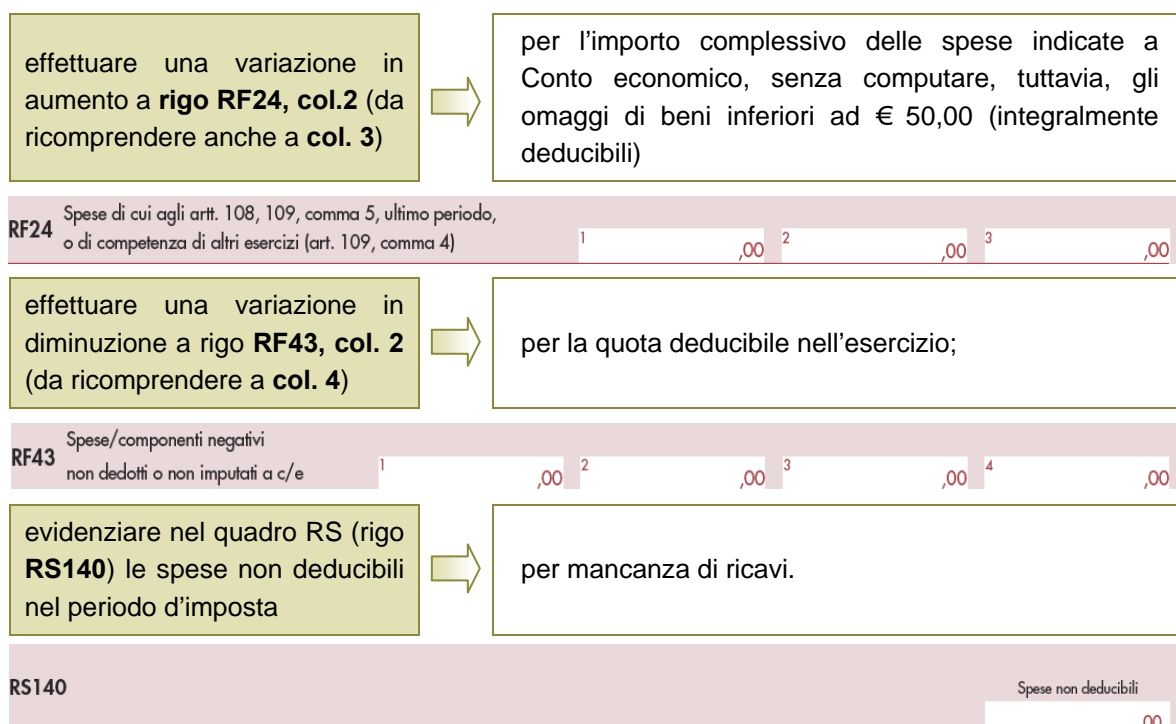 effettuare una variazione in
aumento a rigo RF24, col.2 (da
ricomprendere anche a col. 3)
per l’importo complessivo delle spese indicate a
Conto economico, senza computare, tuttavia, gli
omaggi di beni inferiori ad € 50,00 (integralmente
deducibili)
RF24 Spese di cui agli artt. 108, 109, comma 5, ultimo periodo,
o di competenza di altri esercizi (art. 109, comma 4) 1 ,00 2 ,00 3 ,00
effettuare una variazione in
diminuzione a rigo RF43, col. 2
(da ricomprendere a col. 4)
per la quota deducibile nell’esercizio;
RF43 Spese/componenti negativi
non dedotti o non imputati a c/e 1 ,00 2 ,00 3 ,00 4 ,00
evidenziare nel quadro RS (rigo
RS140) le spese non deducibili
nel periodo d’imposta
per mancanza di ricavi.
RS140 Spese non deducibili
,00